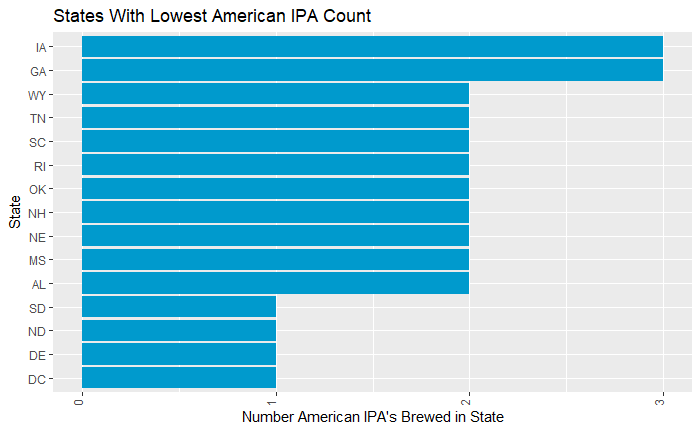 States With Lowest American IPA Count
IA
GA
WY
TN
SC
RI
OK
NH
NE
MS
AL
SD
ND
DE
DC
State
0
1
2
3
Number American IPA's Brewed in State